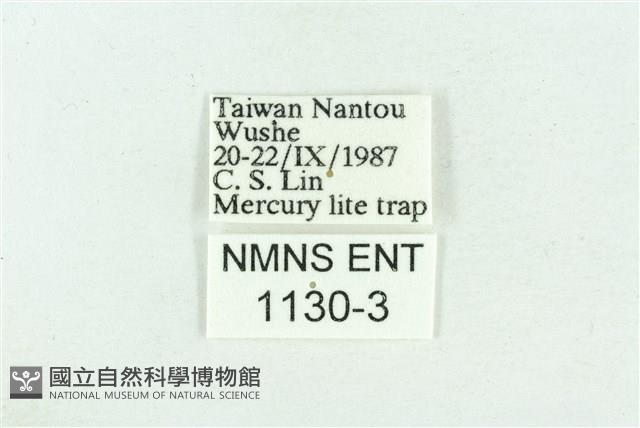 Taiwan Nantou
Wushe
20-22/IX/1987
C. S. Lin
Mercury lite trap
NMNS ENT
1130-3
國立自然科學博物館
NATIONAL MUSEUM OF NATURAL SCIENCE